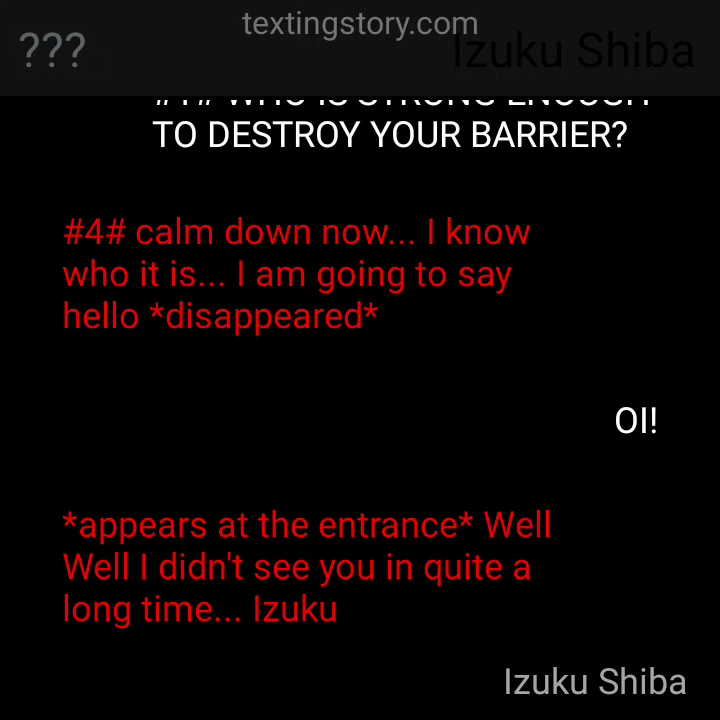 textingstory.com
??? Izuku Shiba
TO DESTROY YOUR BARRIER?
#4# calm down now... I know
who it is... I am going to say
hello *disappeared*
OI!
*appears at the entrance* Well
Well I didn't see you in quite a
long time... Izuku
Izuku Shiba